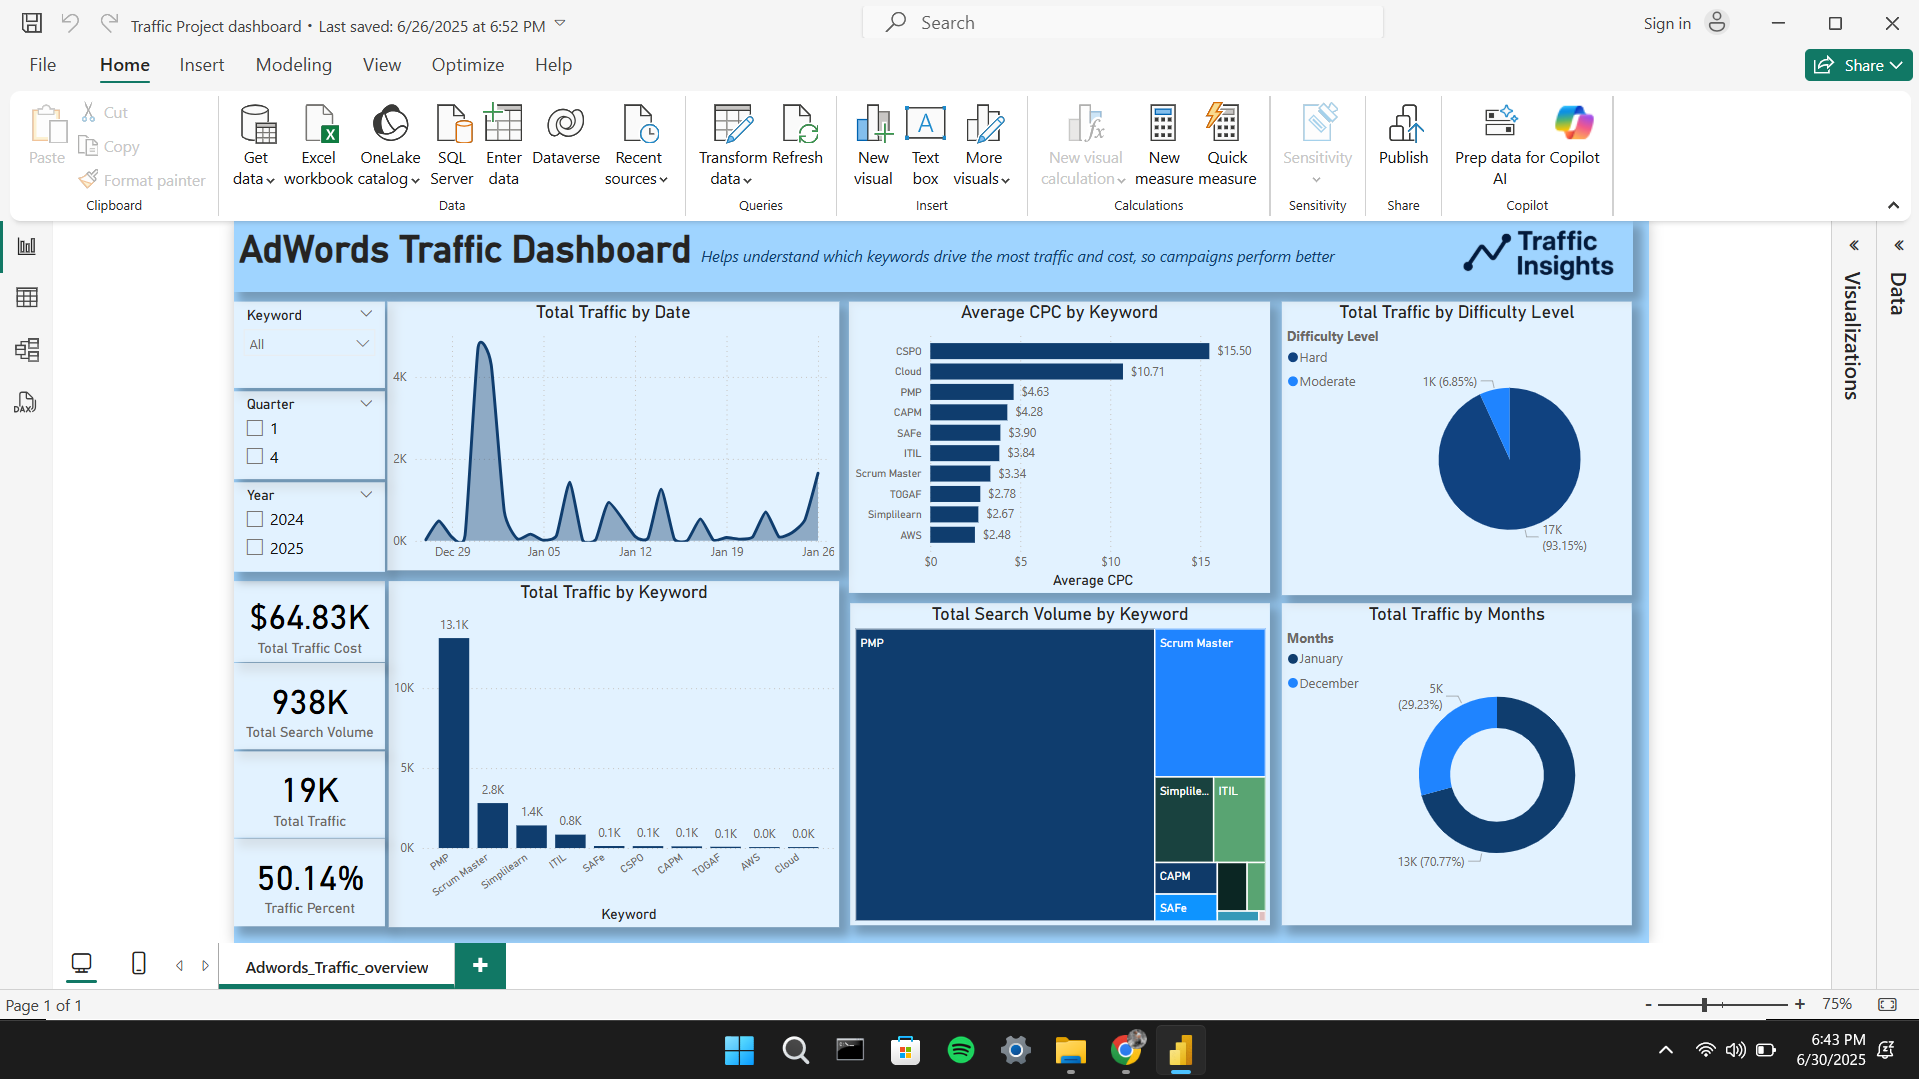 Traffic Project dashboard • Last saved: 6/26/2025 at 6:52 PM
Search
Sign in
File
Home
Insert
Modeling
View
Optimize
Help
Share
Paste
Cut
Copy
Format painter
Clipboard
Get data
Excel workbook
OneLake catalog
SQL Server
Enter data
Dataverse
Recent sources
Data
Transform data
Refresh
Queries
New visual
Text box
More visuals
Insert
New visual calculation
New measure
Quick measure
Calculations
Sensitivity
Sensitivity
Publish
Share
Prep data for AI
Copilot
Copilot
DAX
AdWords Traffic Dashboard
Helps understand which keywords drive the most traffic and cost, so campaigns perform better
Traffic
Insights
Visualizations
Data
Keyword
All
Quarter
1
4
Year
2024
2025
$64.83K
Total Traffic Cost
938K
Total Search Volume
19K
Total Traffic
50.14%
Traffic Percent
Total Traffic by Date
4K
2K
0K
Dec 29
Jan 05
Jan 12
Jan 19
Jan 26
Average CPC by Keyword
CSPO $15.50
Cloud $10.71
PMP $4.63
CAPM $4.28
SAFe $3.90
ITIL $3.84
Scrum Master $3.34
TOGAF $2.78
Simplilearn $2.67
AWS $2.48
$0 $5 $10 $15
Average CPC
Total Traffic by Difficulty Level
Difficulty Level
Hard
Moderate
1K (6.85%)
17K
(93.15%)
Total Traffic by Keyword
10K
5K
0K
13.1K
2.8K
1.4K
0.8K
0.1K
0.1K
0.1K
0.1K
0.0K
0.0K
PMP
Scrum Master
Simplilearn
ITIL
SAFe
CSPO
CAPM
TOGAF
AWS
Cloud
Keyword
Total Search Volume by Keyword
PMP
Scrum Master
Simplile...
ITIL
CAPM
SAFe
Total Traffic by Months
Months
January
December
5K
(29.23%)
13K (70.77%)
Adwords_Traffic_overview
Page 1 of 1
- + 75%
6:43 PM
6/30/2025